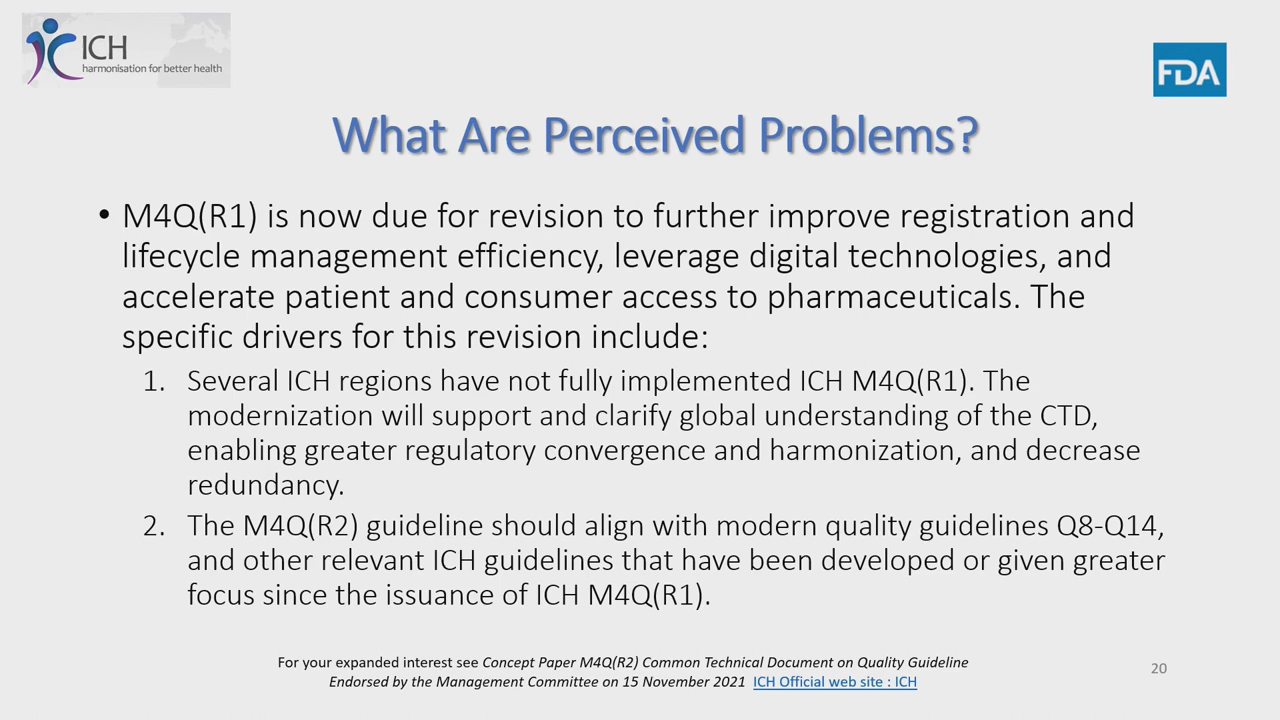 ICH
harmonisation for better health
FDA
What Are Perceived Problems?
• M4Q(R1) is now due for revision to further improve registration and
lifecycle management efficiency, leverage digital technologies, and
accelerate patient and consumer access to pharmaceuticals. The
specific drivers for this revision include:
1. Several ICH regions have not fully implemented ICH M4Q(R1). The
modernization will support and clarify global understanding of the CTD,
enabling greater regulatory convergence and harmonization, and decrease
redundancy.
2. The M4Q(R2) guideline should align with modern quality guidelines Q8-Q14,
and other relevant ICH guidelines that have been developed or given greater
focus since the issuance of ICH M4Q(R1).
For your expanded interest see Concept Paper M4Q(R2) Common Technical Document on Quality Guideline
Endorsed by the Management Committee on 15 November 2021 ICH Official web site : ICH
20